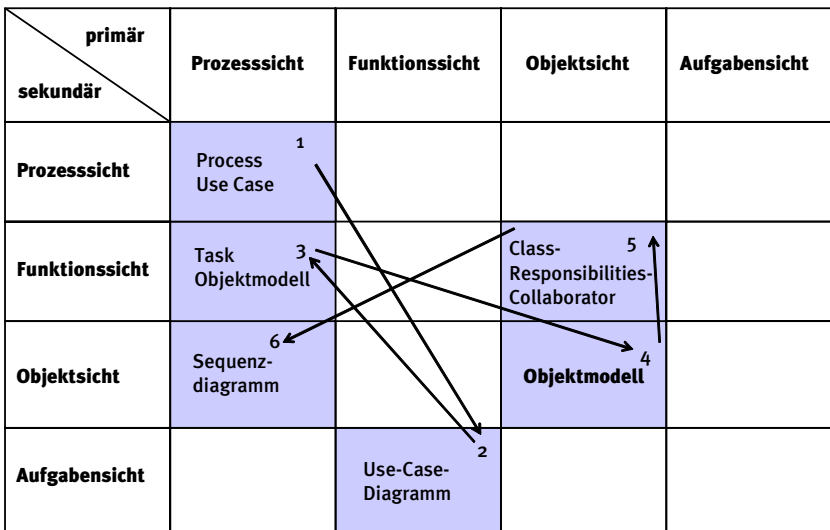 primär
sekundär
Prozesssicht
Funktionssicht
Objektsicht
Aufgabensicht
Prozesssicht
1
Process
Use Case
Funktionssicht
Task
3
Objektmodell
Class-
5
Responsibilities-
Collaborator
Objektsicht
6
Sequenz-
diagramm
4
Objektmodell
Aufgabensicht
2
Use-Case-
Diagramm